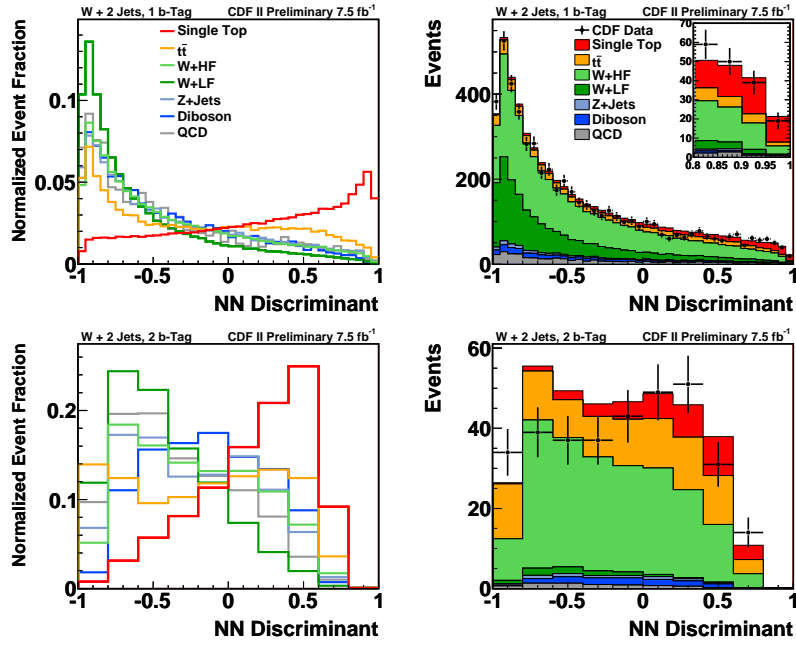 W + 2 Jets, 1 b-Tag CDF II Preliminary 7.5 fb⁻¹
Normalized Event Fraction
Single Top
tt̄
W+HF
W+LF
Z+Jets
Diboson
QCD
0.1
0.05
0
-1 -0.5 0 0.5 1
NN Discriminant
W + 2 Jets, 1 b-Tag CDF II Preliminary 7.5 fb⁻¹
Events
CDF Data
Single Top
tt̄
W+HF
W+LF
Z+Jets
Diboson
QCD
70
60
50
40
30
20
10
0
0.8 0.85 0.9 0.95 1
400
200
0
-1 -0.5 0 0.5 1
NN Discriminant
W + 2 Jets, 2 b-Tag CDF II Preliminary 7.5 fb⁻¹
Normalized Event Fraction
0.2
0.1
0
-1 -0.5 0 0.5 1
NN Discriminant
W + 2 Jets, 2 b-Tag CDF II Preliminary 7.5 fb⁻¹
Events
60
40
20
0
-1 -0.5 0 0.5 1
NN Discriminant